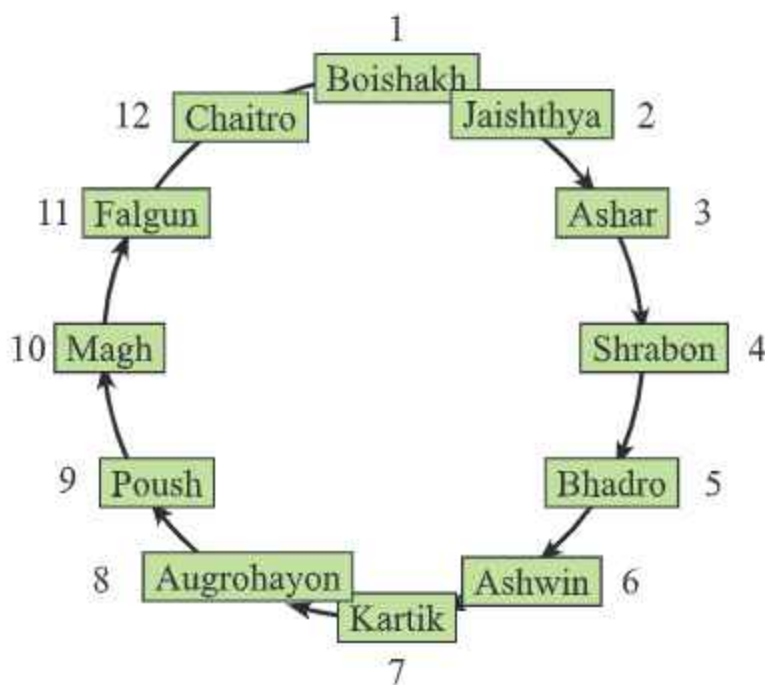 1
Boishakh
Jaishthya 2
Ashar 3
Shrabon 4
Bhadro 5
Ashwin 6
Kartik
7
8 Augrohayon
9 Poush
10 Magh
11 Falgun
12 Chaitro